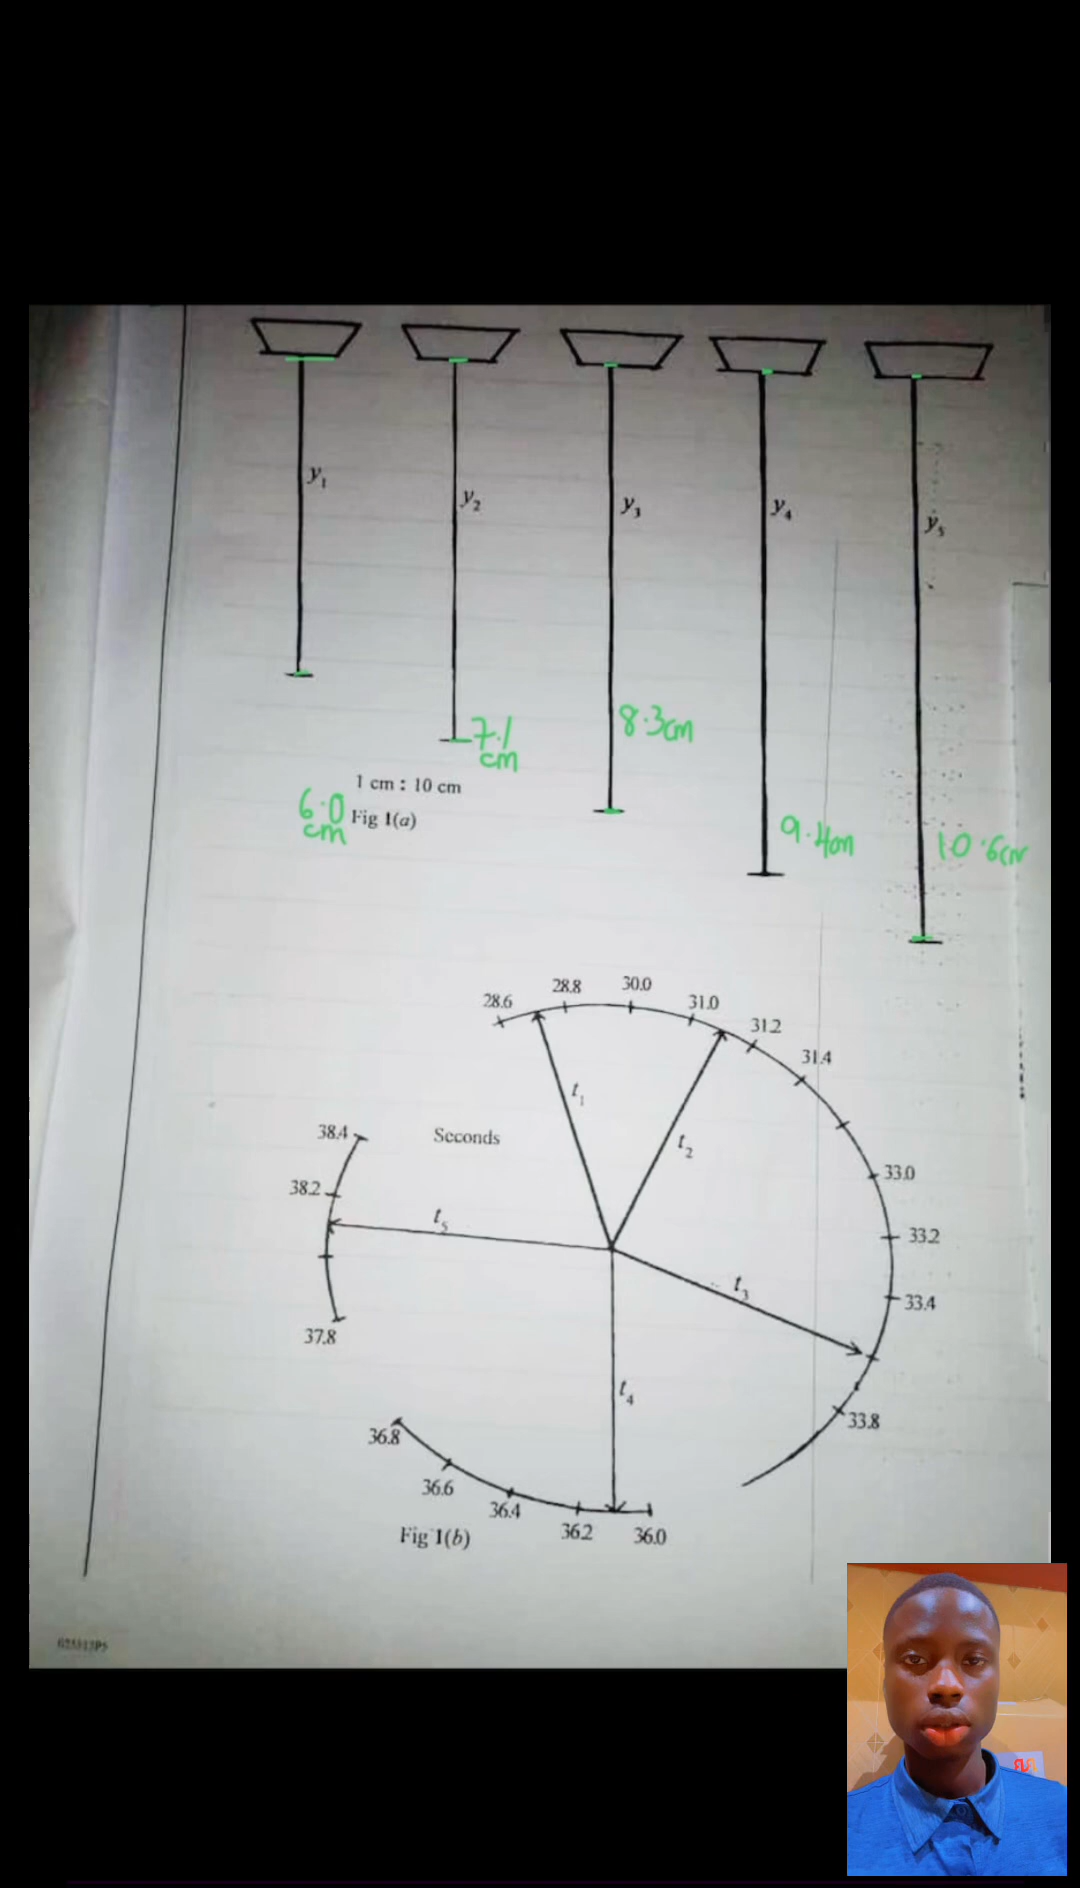 y₁
y₂
y₃
y₄
y₅
7.1
cm
8.3cm
1 cm : 10 cm
6.0
cm
Fig 1(a)
9.4cm
10.6cm
28.6
28.8
30.0
31.0
31.2
31.4
t₁
t₂
38.4
Seconds
33.0
38.2
t₅
33.2
t₃
33.4
37.8
t₄
33.8
36.8
36.6
36.4
36.2
36.0
Fig 1(b)